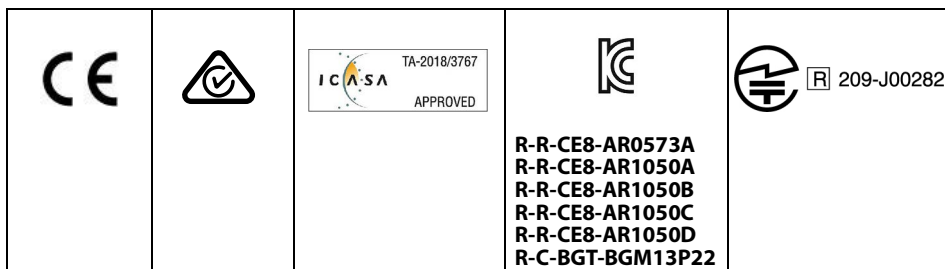 CE
ICASA
TA-2018/3767
APPROVED
R 209-J00282
R-R-CE8-AR0573A
R-R-CE8-AR1050A
R-R-CE8-AR1050B
R-R-CE8-AR1050C
R-R-CE8-AR1050D
R-C-BGT-BGM13P22